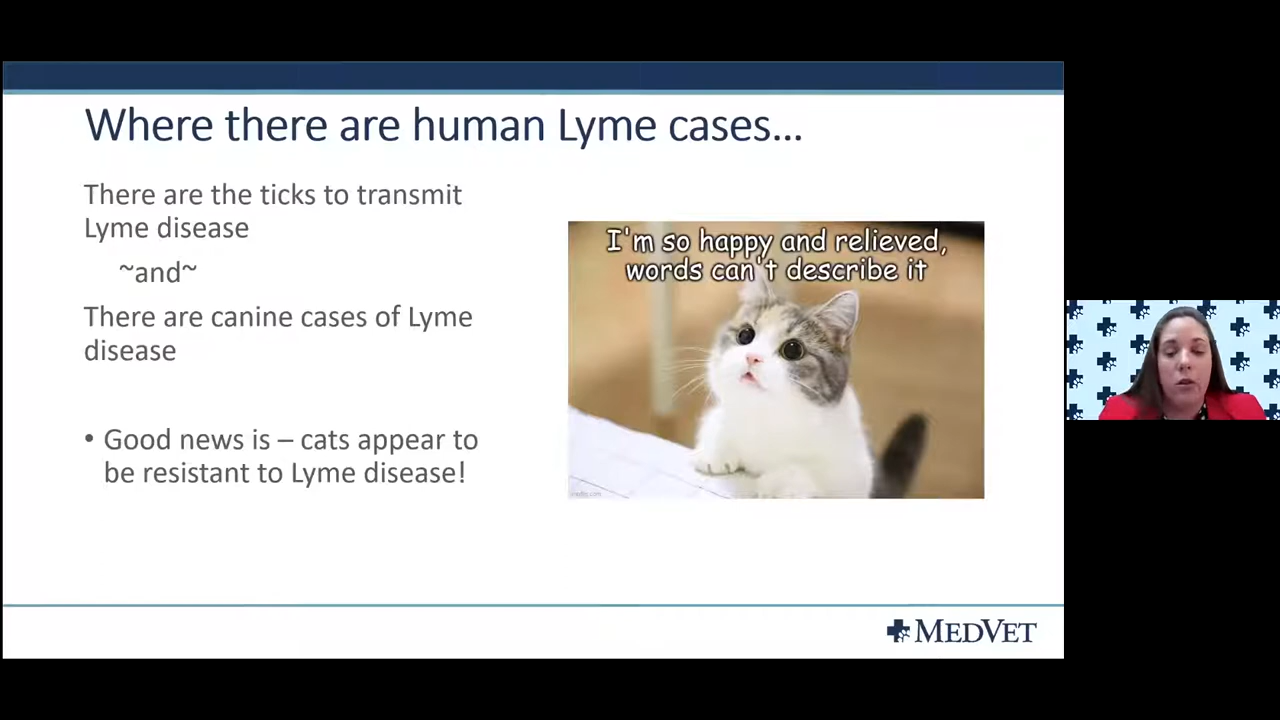 Where there are human Lyme cases...
There are the ticks to transmit
Lyme disease
~and~
There are canine cases of Lyme
disease
• Good news is – cats appear to
be resistant to Lyme disease!
I'm so happy and relieved,
words can't describe it
MEDVET